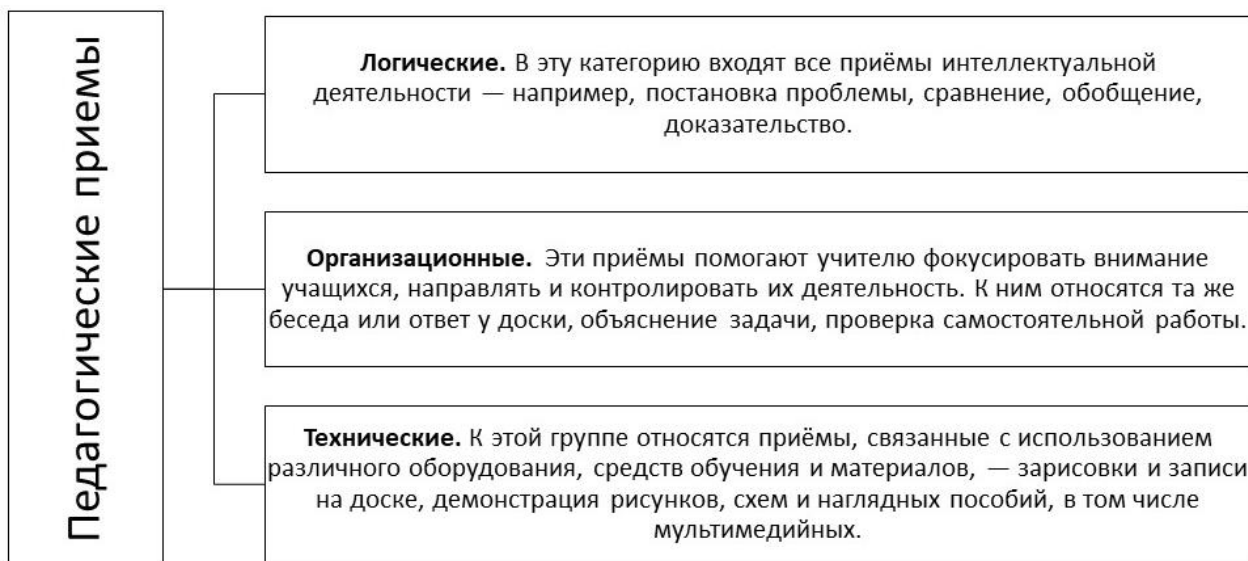 Педагогические приемы
Логические. В эту категорию входят все приёмы интеллектуальной
деятельности — например, постановка проблемы, сравнение, обобщение,
доказательство.
Организационные. Эти приёмы помогают учителю фокусировать внимание
учащихся, направлять и контролировать их деятельность. К ним относятся та же
беседа или ответ у доски, объяснение задачи, проверка самостоятельной работы.
Технические. К этой группе относятся приёмы, связанные с использованием
различного оборудования, средств обучения и материалов, — зарисовки и записи
на доске, демонстрация рисунков, схем и наглядных пособий, в том числе
мультимедийных.